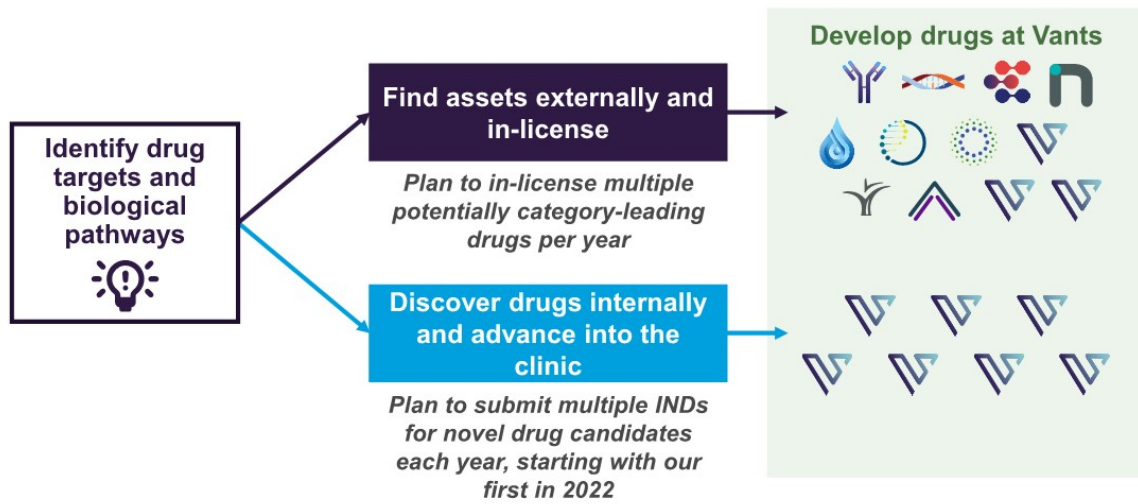 Develop drugs at Vants
Find assets externally and
in-license
Identify drug
targets and
biological
pathways
Plan to in-license multiple
potentially category-leading
drugs per year
Discover drugs internally
and advance into the
clinic
Plan to submit multiple INDs
for novel drug candidates
each year, starting with our
first in 2022